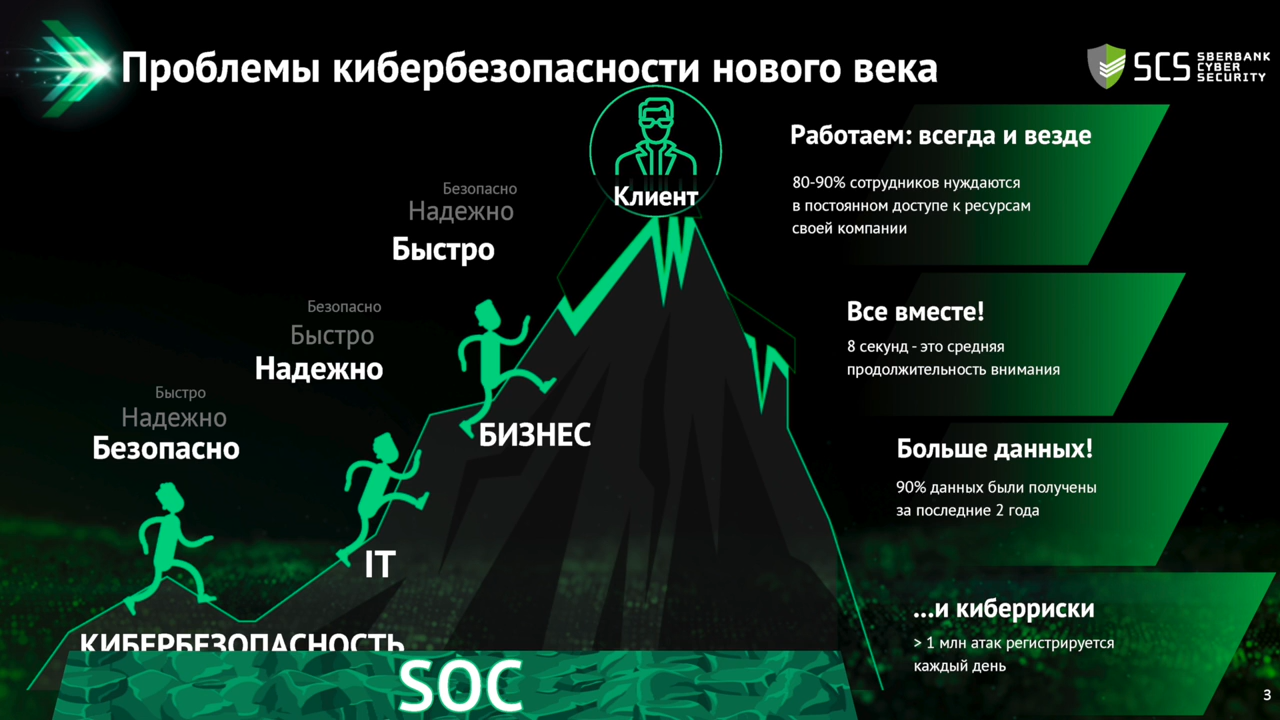 Проблемы кибербезопасности нового века
SCS
SBERBANK
CYBER
SECURITY
Клиент
Безопасно
Надежно
Быстро
Безопасно
Быстро
Надежно
Быстро
Надежно
Безопасно
БИЗНЕС
IT
КИБЕРБЕЗОПАСНОСТЬ
SOC
Работаем: всегда и везде
80-90% сотрудников нуждаются
в постоянном доступе к ресурсам
своей компании
Все вместе!
8 секунд - это средняя
продолжительность внимания
Больше данных!
90% данных были получены
за последние 2 года
...и киберриски
> 1 млн атак регистрируется
каждый день
3